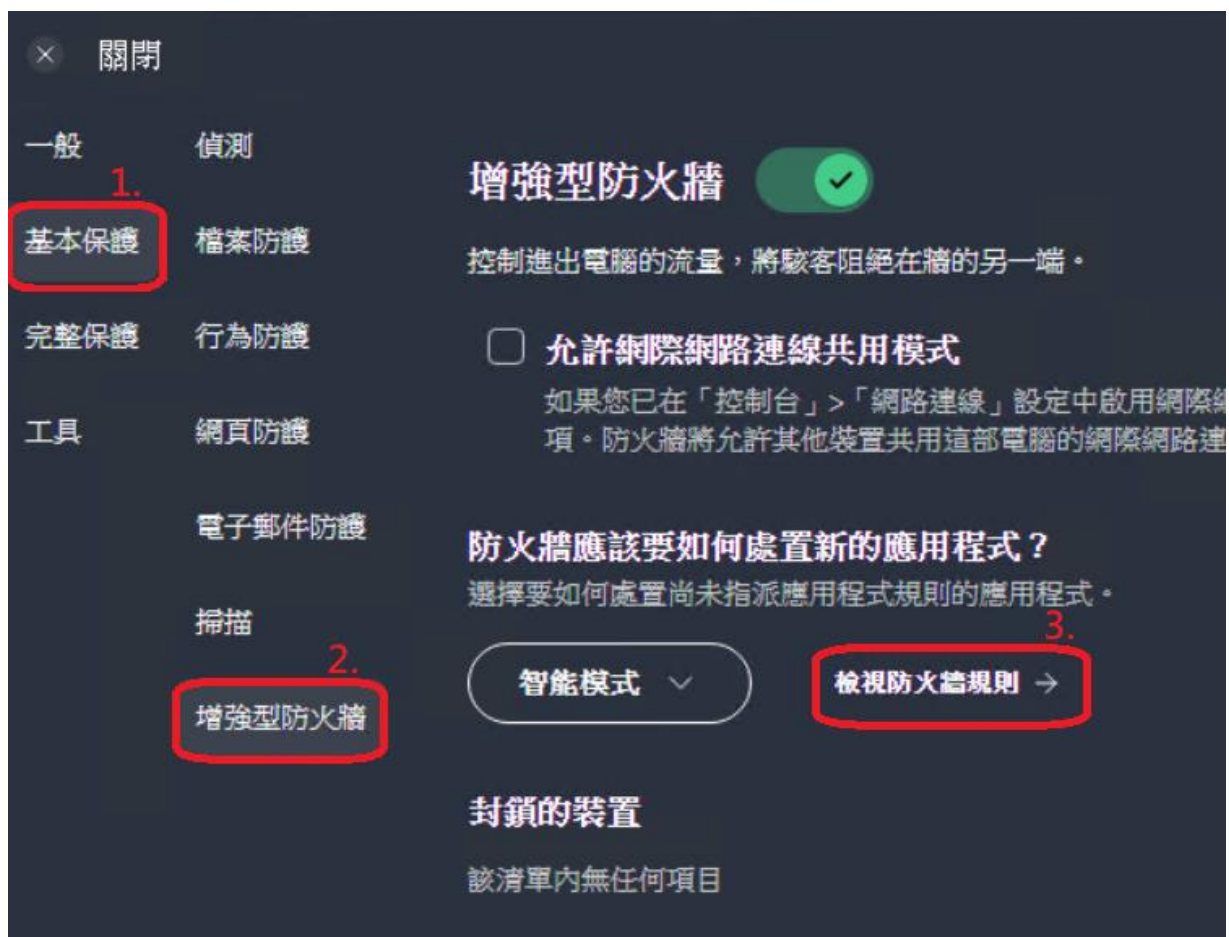 關閉
一般
1.
基本保護
完整保護
工具
偵測
檔案防護
行為防護
網頁防護
電子郵件防護
掃描
2.
增強型防火牆
增強型防火牆
控制進出電腦的流量，將駭客阻絕在牆的另一端。
允許網際網路連線共用模式
如果您已在「控制台」>「網路連線」設定中啟用網際
項。防火牆將允許其他裝置共用這部電腦的網際網路連
防火牆應該要如何處置新的應用程式？
選擇要如何處置尚未指派應用程式規則的應用程式。
智能模式
3.
檢視防火牆規則 →
封鎖的裝置
該清單內無任何項目